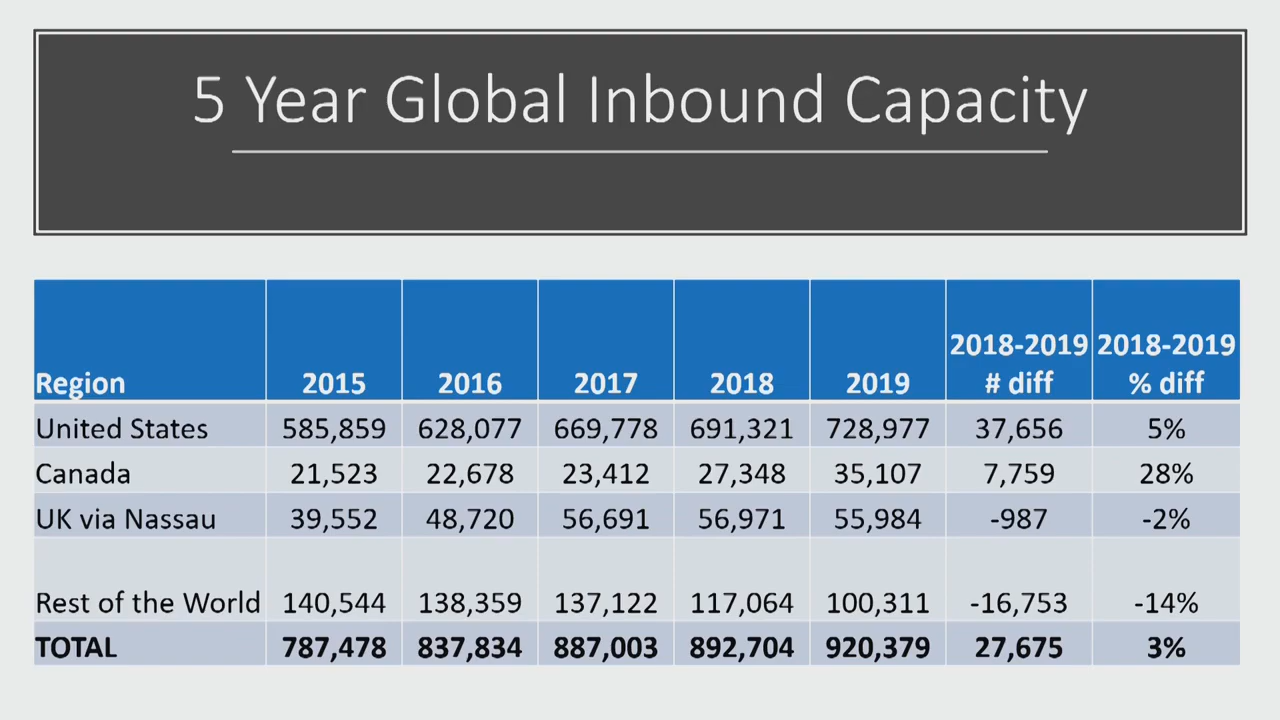 5 Year Global Inbound Capacity
Region 2015 2016 2017 2018 2019 2018-2019 # diff 2018-2019 % diff
United States 585,859 628,077 669,778 691,321 728,977 37,656 5%
Canada 21,523 22,678 23,412 27,348 35,107 7,759 28%
UK via Nassau 39,552 48,720 56,691 56,971 55,984 -987 -2%
Rest of the World 140,544 138,359 137,122 117,064 100,311 -16,753 -14%
TOTAL 787,478 837,834 887,003 892,704 920,379 27,675 3%